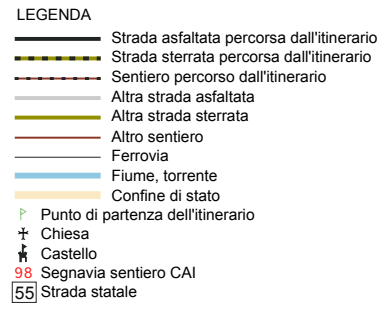 LEGENDA
Strada asfaltata percorsa dall'itinerario
Strada sterrata percorsa dall'itinerario
Sentiero percorso dall'itinerario
Altra strada asfaltata
Altra strada sterrata
Altro sentiero
Ferrovia
Fiume, torrente
Confine di stato
Punto di partenza dell'itinerario
Chiesa
Castello
98 Segnavia sentiero CAI
55 Strada statale